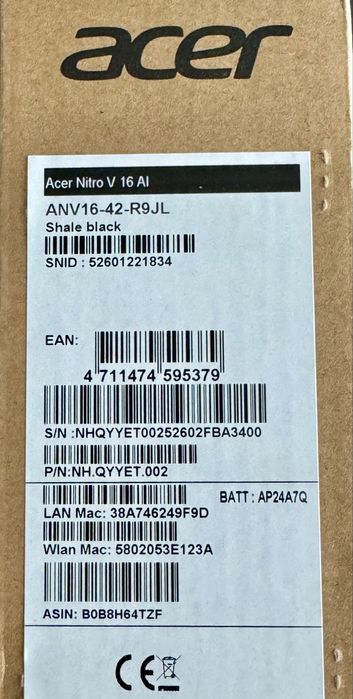 acer
Acer Nitro V 16 AI
ANV16-42-R9JL
Shale black
SNID : 52601221834
EAN:
4 711474 595379
S/N :NHQYYET00252602FBA3400
P/N:NH.QYYET.002
BATT : AP24A7Q
LAN Mac: 38A746249F9D
Wlan Mac: 5802053E123A
ASIN: B0B8H64TZF
CE